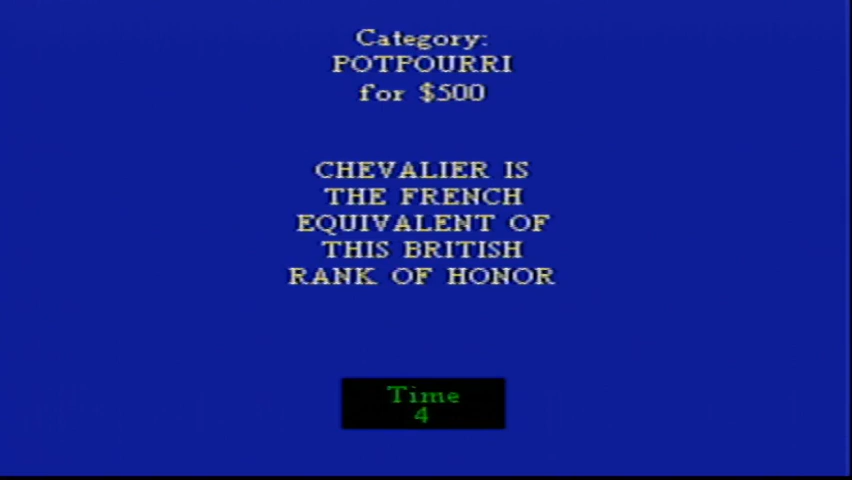 Category:
POTPOURRI
for $500
CHEVALIER IS
THE FRENCH
EQUIVALENT OF
THIS BRITISH
RANK OF HONOR
Time
4